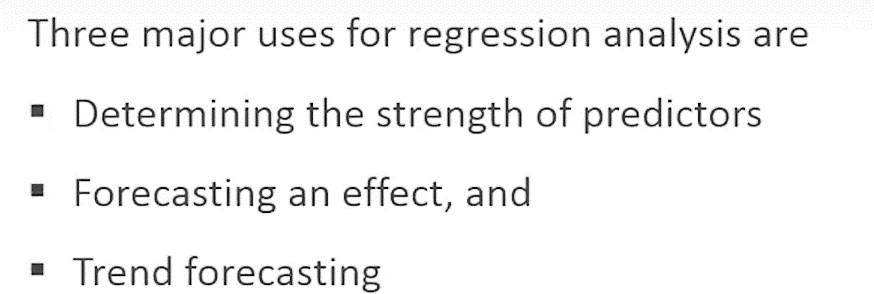 Three major uses for regression analysis are
▪ Determining the strength of predictors
▪ Forecasting an effect, and
▪ Trend forecasting